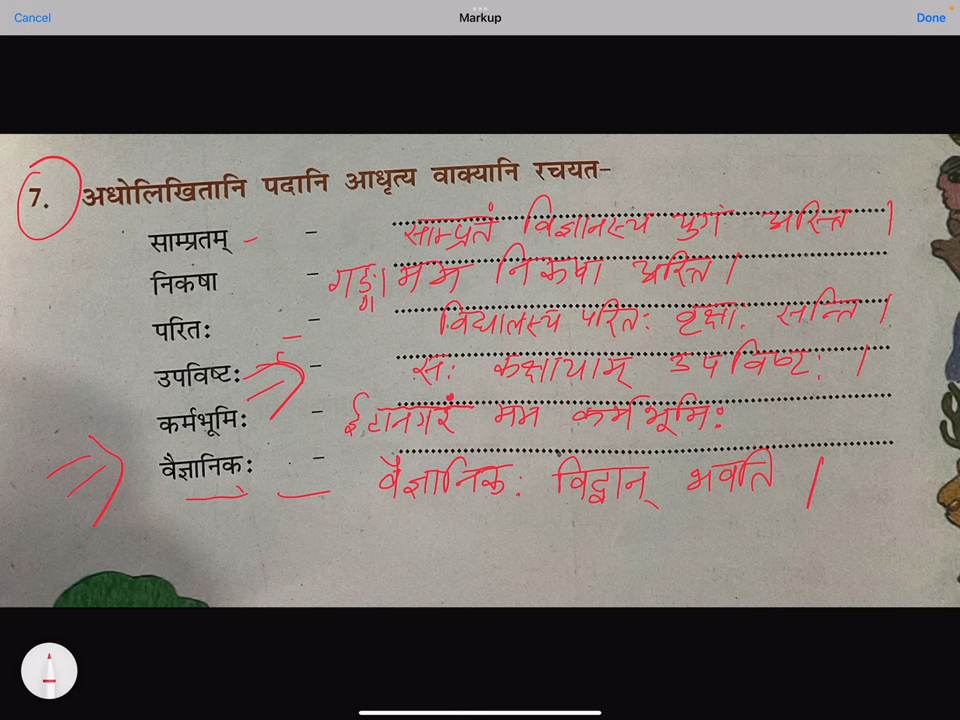 Cancel Markup Done
7. अधोलिखितानि पदानि आधृत्य वाक्यानि रचयत–
साम्प्रतम् – साम्प्रतं विज्ञानस्य युगं अस्ति ।
निकषा – गङ्गा मम निकषा अस्ति ।
परितः – विद्यालस्य परितः वृक्षाः सन्ति ।
उपविष्टः – सः कक्षायाम् उपविष्टः ।
कर्मभूमिः – ईटानगरं मम कर्मभूमिः
वैज्ञानिकः – वैज्ञानिकः विद्वान् भवति ।